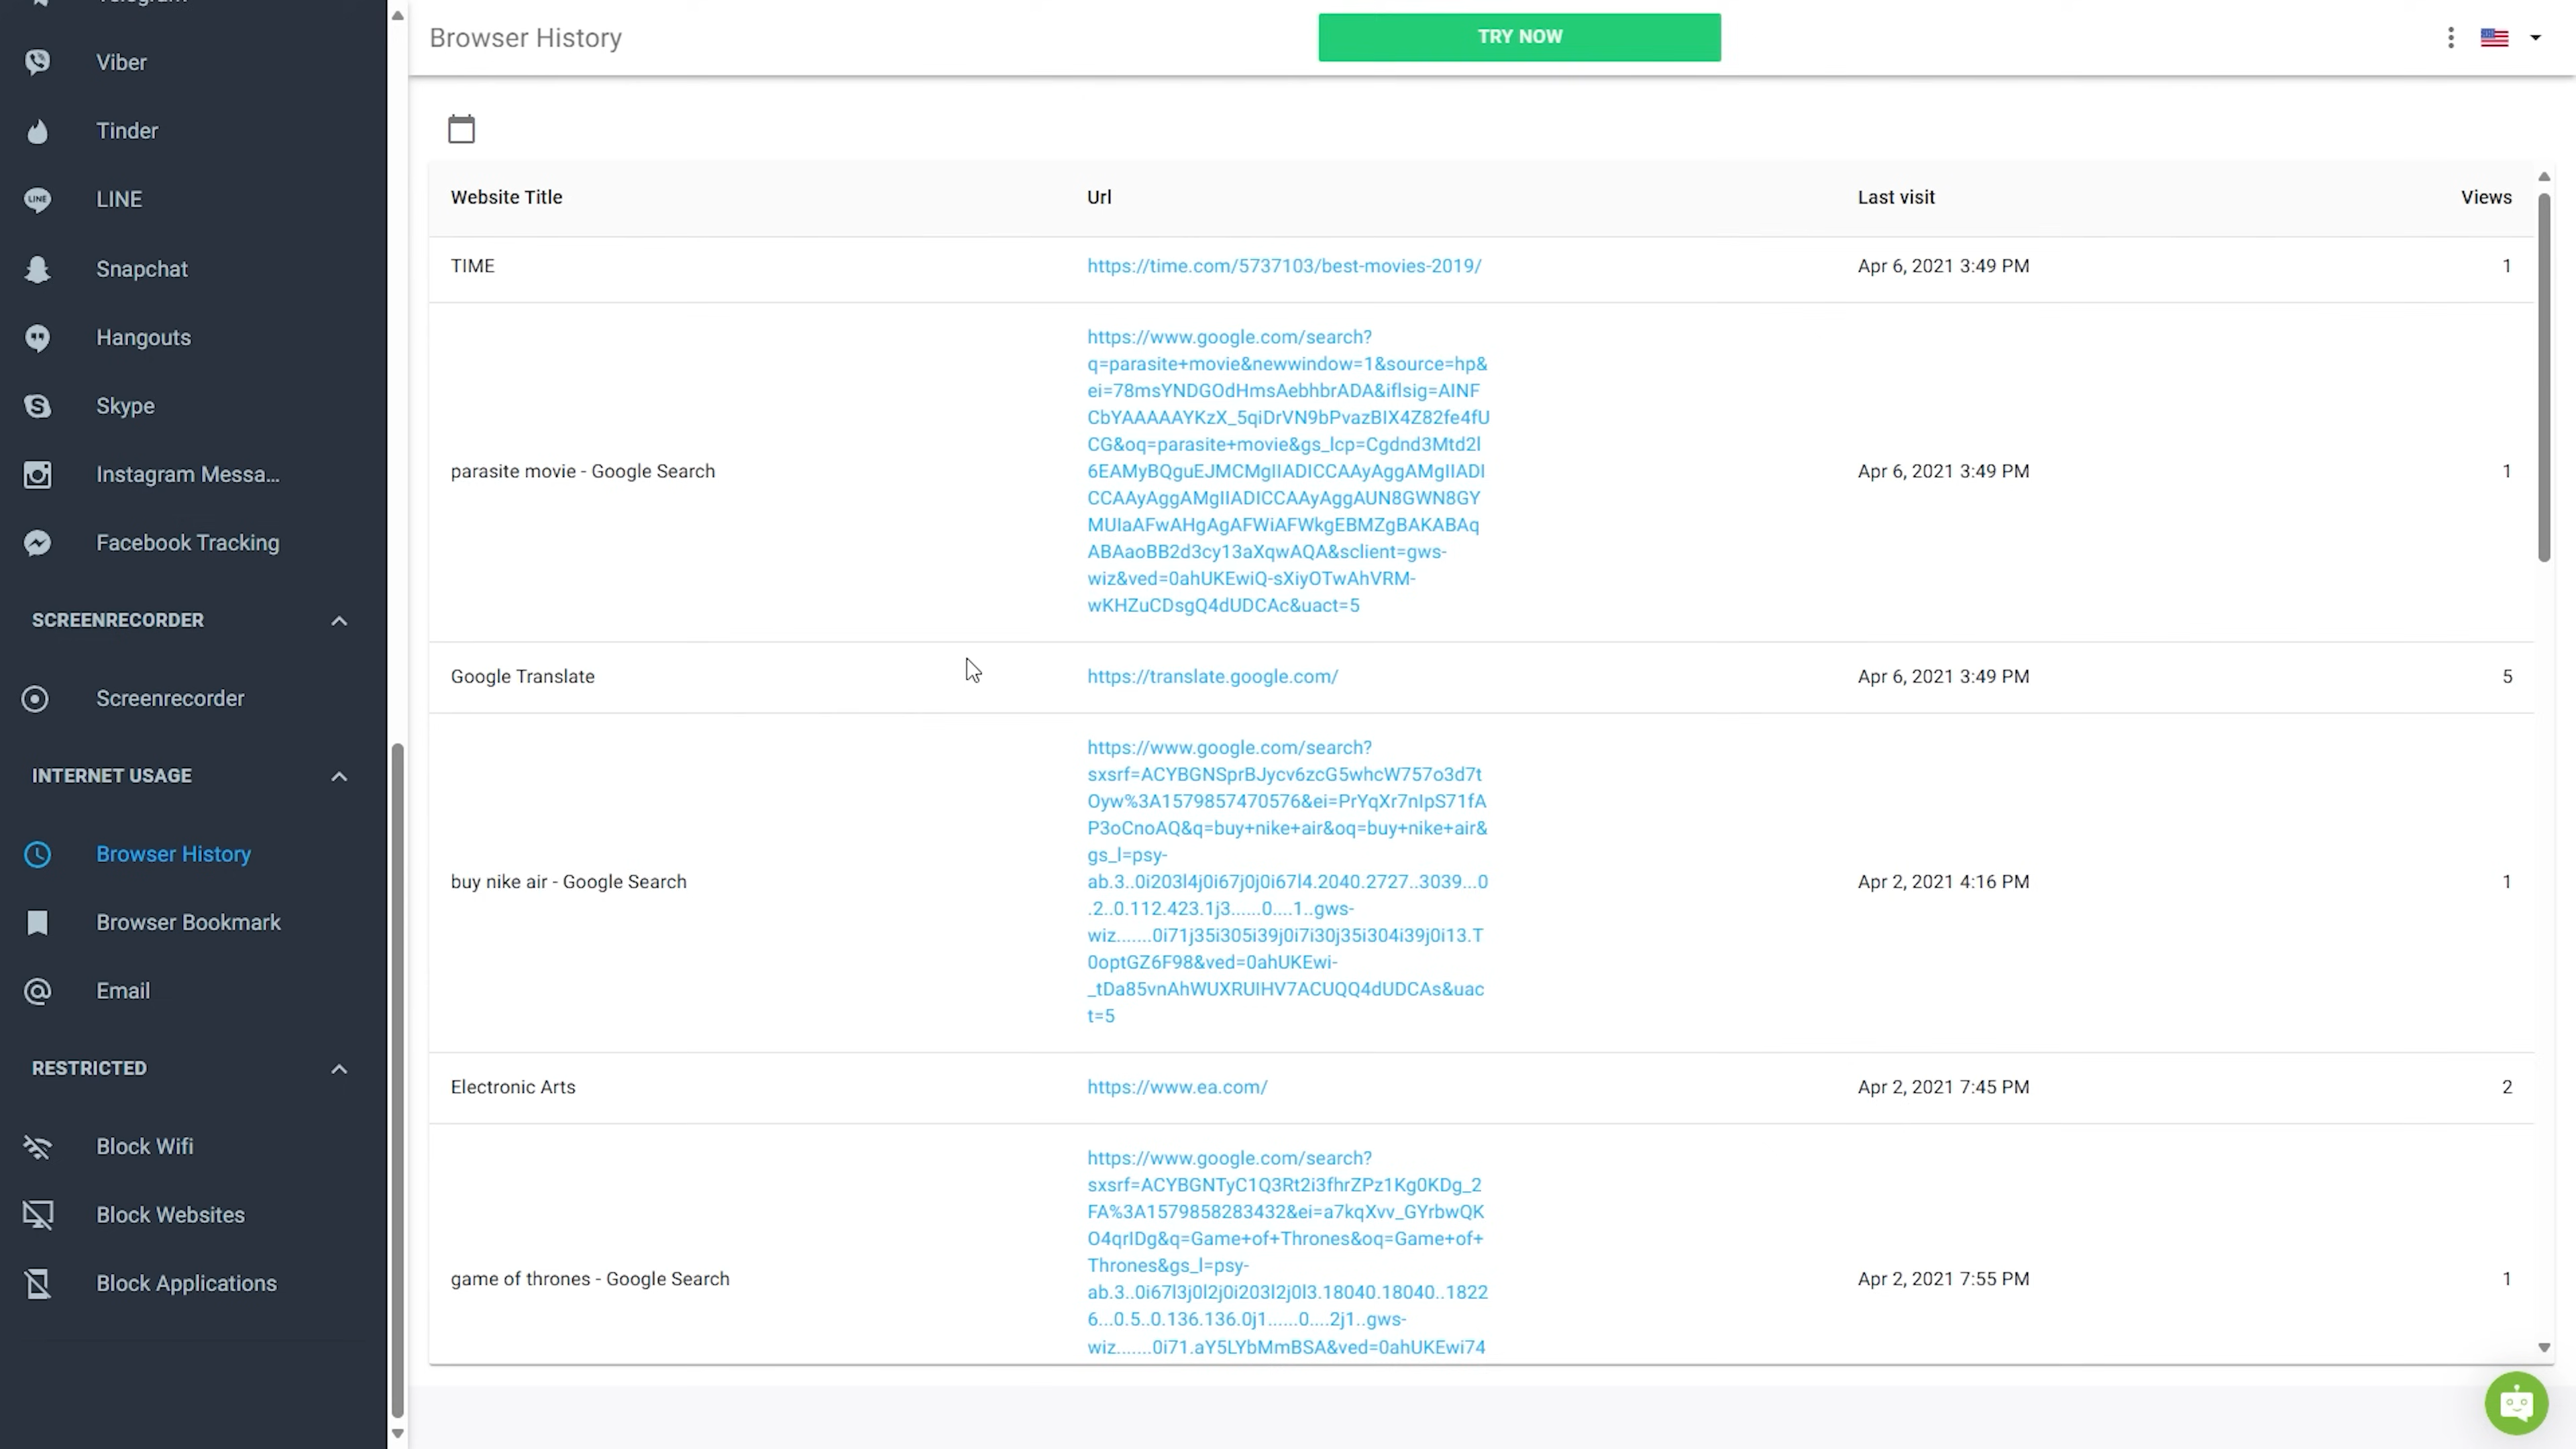 Viber
Tinder
LINE
Snapchat
Hangouts
Skype
Instagram Messa...
Facebook Tracking
SCREENRECORDER
Screenrecorder
INTERNET USAGE
Browser History
Browser Bookmark
Email
RESTRICTED
Block Wifi
Block Websites
Block Applications
Browser History
TRY NOW
Website Title Url Last visit Views
TIME https://time.com/5737103/best-movies-2019/ Apr 6, 2021 3:49 PM 1
https://www.google.com/search?
q=parasite+movie&newwindow=1&source=hp&
ei=78msYNDGOdHmsAebhbrADA&iflsig=AINF
CbYAAAAAYKzX_5qiDrVN9bPvazBIX4Z82fe4fU
CG&oq=parasite+movie&gs_lcp=Cgdnd3Mtd2l
6EAMyBQguEJMCMgIIADICCAAyAggAMgIIADI
parasite movie - Google Search Apr 6, 2021 3:49 PM 1
CCAAyAggAMgIIADICCAAyAggAUN8GWN8GY
MUIaAFwAHgAgAFWiAFWkgEBMZgBAKABAq
ABAaoBB2d3cy13aXqwAQA&sclient=gws-
wiz&ved=0ahUKEwiQ-sXiyOTwAhVRM-
wKHZuCDsgQ4dUDCAc&uact=5
Google Translate https://translate.google.com/ Apr 6, 2021 3:49 PM 5
https://www.google.com/search?
sxsrf=ACYBGNSprBJycv6zcG5whcW757o3d7t
Oyw%3A1579857470576&ei=PrYqXr7nIpS71fA
P3oCnoAQ&q=buy+nike+air&oq=buy+nike+air&
gs_l=psy-
ab.3..0i203l4j0i67j0j0i67l4.2040.2727..3039...0
buy nike air - Google Search Apr 2, 2021 4:16 PM 1
.2..0.112.423.1j3......0....1..gws-
wiz.......0i71j35i305i39j0i7i30j35i304i39j0i13.T
0optGZ6F98&ved=0ahUKEwi-
_tDa85vnAhWUXRUIHV7ACUQQ4dUDCAs&uac
t=5
Electronic Arts https://www.ea.com/ Apr 2, 2021 7:45 PM 2
https://www.google.com/search?
sxsrf=ACYBGNTyC1Q3Rt2i3fhrZPz1Kg0KDg_2
FA%3A1579858283432&ei=a7kqXvv_GYrbwQK
O4qrIDg&q=Game+of+Thrones&oq=Game+of+
Thrones&gs_l=psy-
game of thrones - Google Search Apr 2, 2021 7:55 PM 1
ab.3..0i67l3j0l2j0i203l2j0l3.18040.18040..1822
6...0.5..0.136.136.0j1......0....2j1..gws-
wiz.......0i71.aY5LYbMmBSA&ved=0ahUKEwi74